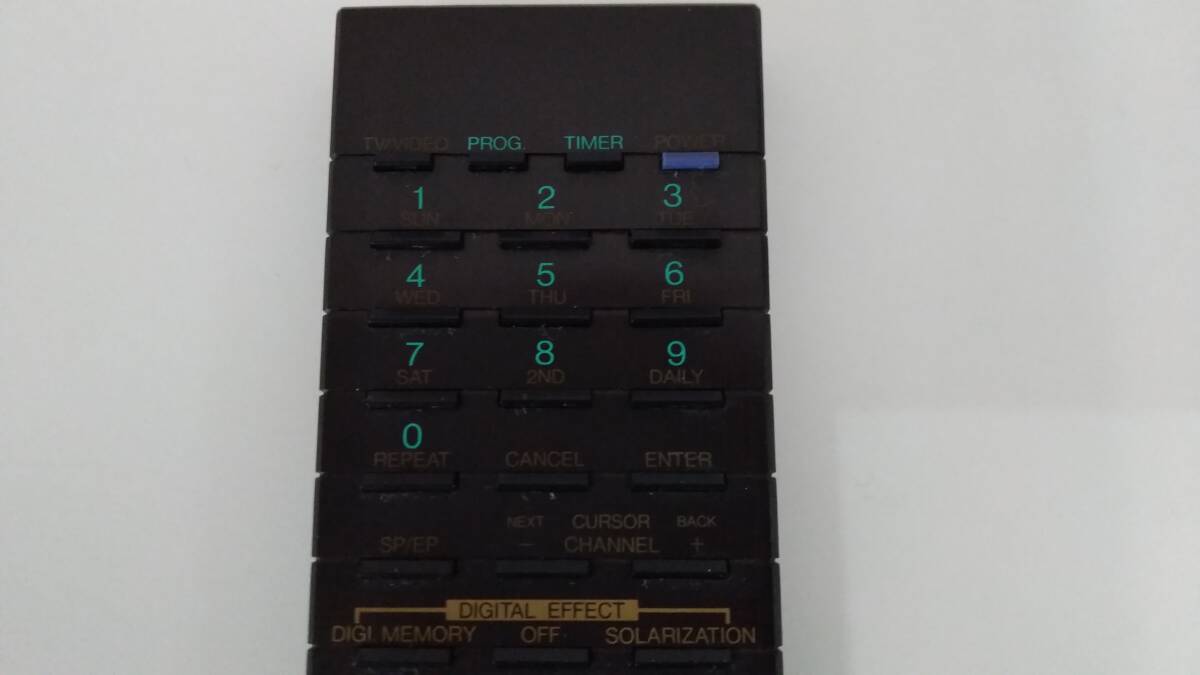 TV/VIDEO PROG. TIMER POWER
1 2 3
SUN MON TUE
4 5 6
WED THU FRI
7 8 9
SAT 2ND DAILY
0
REPEAT CANCEL ENTER
NEXT CURSOR BACK
SP/EP − CHANNEL +
DIGITAL EFFECT
DIGI. MEMORY OFF SOLARIZATION